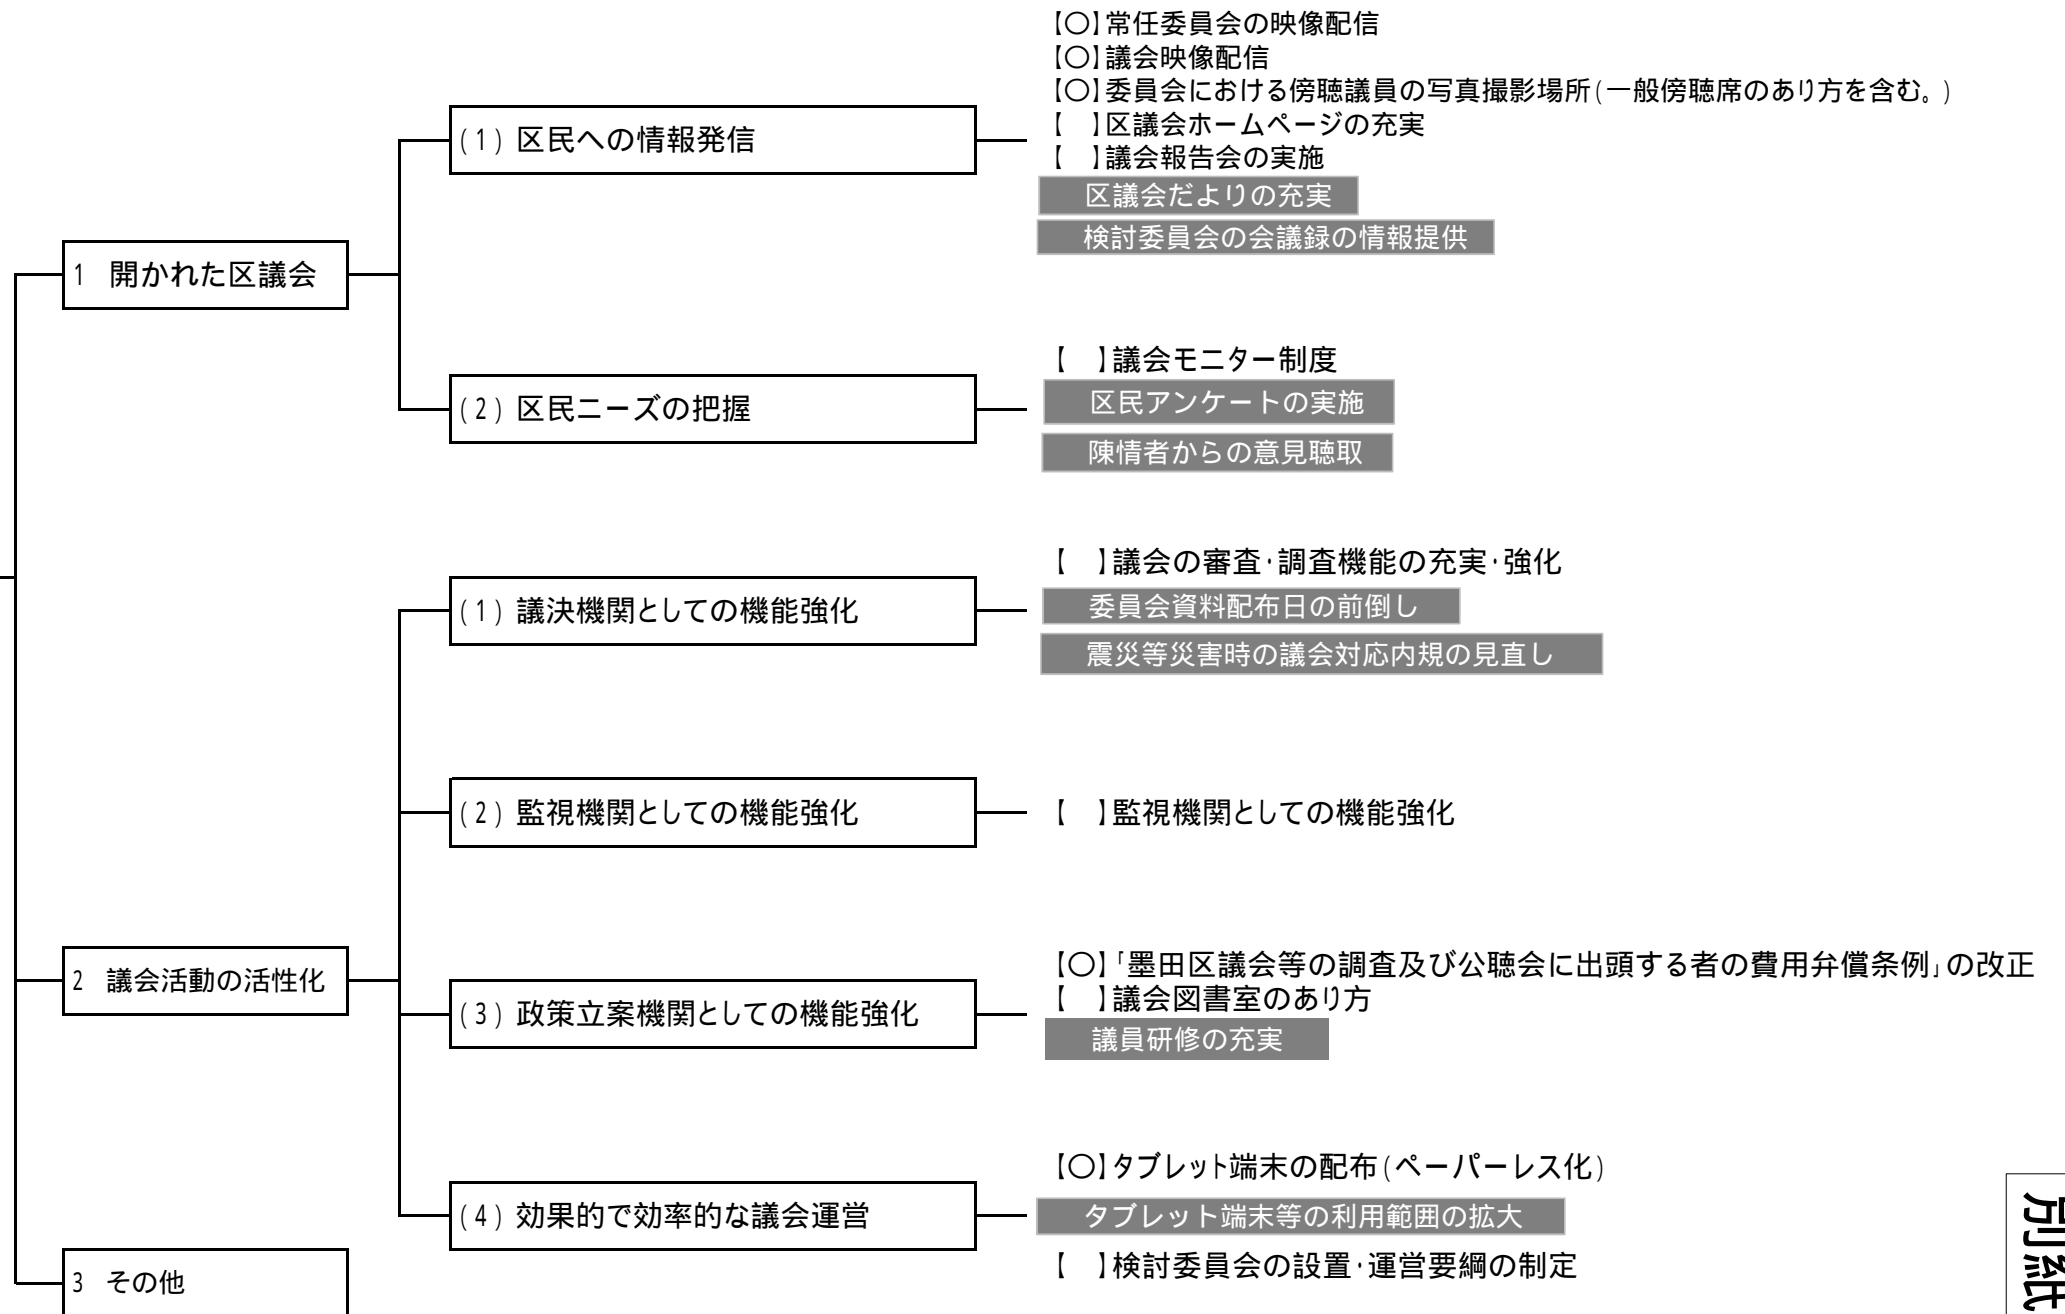 【○】常任委員会の映像配信
【○】議会映像配信
【○】委員会における傍聴議員の写真撮影場所(一般傍聴席のあり方を含む。)
(1) 区民への情報発信
【　】区議会ホームページの充実
【　】議会報告会の実施
区議会だよりの充実
検討委員会の会議録の情報提供
1　開かれた区議会
【　】議会モニター制度
(2) 区民ニーズの把握
区民アンケートの実施
陳情者からの意見聴取
【　】議会の審査・調査機能の充実・強化
(1) 議決機関としての機能強化
委員会資料配布日の前倒し
震災等災害時の議会対応内規の見直し
(2) 監視機関としての機能強化
【　】監視機関としての機能強化
2　議会活動の活性化
【○】「墨田区議会等の調査及び公聴会に出頭する者の費用弁償条例」の改正
(3) 政策立案機関としての機能強化
【　】議会図書室のあり方
議員研修の充実
【○】タブレット端末の配布(ペーパーレス化)
(4) 効果的で効率的な議会運営
タブレット端末等の利用範囲の拡大
【　】検討委員会の設置・運営要綱の制定
3　その他
別紙